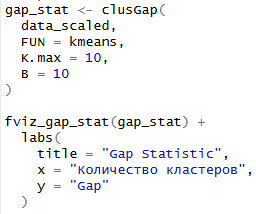 gap_stat <- clusGap(
  data_scaled,
  FUN = kmeans,
  K.max = 10,
  B = 10
)
fviz_gap_stat(gap_stat) +
  labs(
    title = "Gap Statistic",
    x = "Количество кластеров",
    y = "Gap"
  )